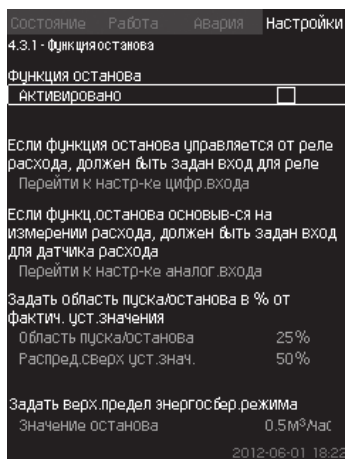 Состояние Работа Авария Настройки
4.3.1 - Функция останова
Функция останова
Активировано
Если функция останова управляется от реле
расхода, должен быть задан вход для реле
Перейти к настр-ке цифр.входа
Если функц.останова основыв-ся на
измерении расхода, должен быть задан вход
для датчика расхода
Перейти к настр-ке аналог.входа
Задать область пуска/останова в % от
фактич. уст.значения
Область пуска/останова 25%
Распред.сверх уст.знач. 50%
Задать верх.предел энергосбер.режима
Значение останова 0.5м³/час
2012-06-01 18:22